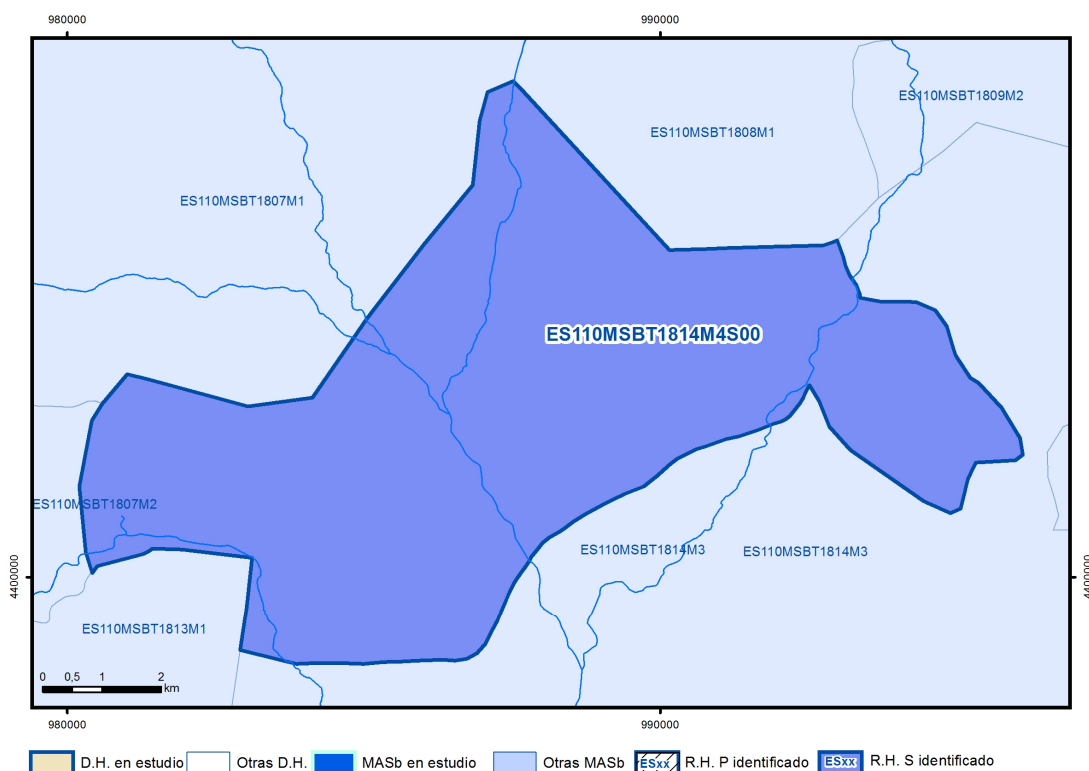 980000 990000
ES110MSBT1809M2
ES110MSBT1808M1
ES110MSBT1807M1
ES110MSBT1814M4S00
ES110MSBT1807M2
ES110MSBT1814M3 ES110MSBT1814M3
4400000 4400000
ES110MSBT1813M1
0 0,5 1 2
km
980000 990000
D.H. en estudio Otras D.H. MASb en estudio Otras MASb ESxx R.H. P identificado ESxx R.H. S identificado